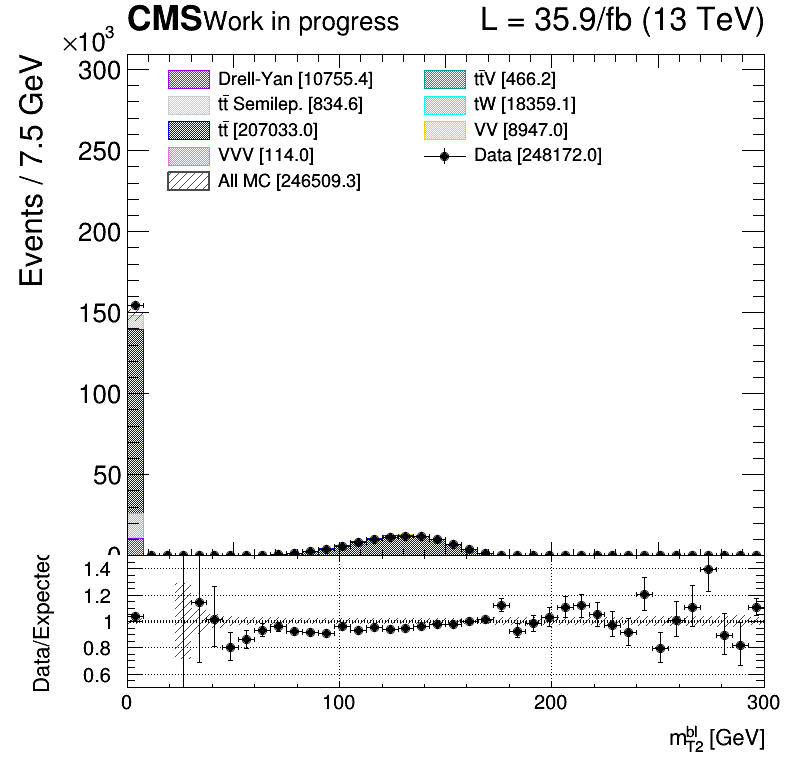 CMS Work in progress L = 35.9/fb (13 TeV)
×10³
Events / 7.5 GeV
300
250
200
150
100
50
0
Drell-Yan [10755.4]
tt̄ Semilep. [834.6]
tt̄ [207033.0]
VVV [114.0]
All MC [246509.3]
tt̄V [466.2]
tW [18359.1]
VV [8947.0]
Data [248172.0]
Data/Expected
1.4
1.2
1
0.8
0.6
0 100 200 300
m_{T2}^{bl} [GeV]